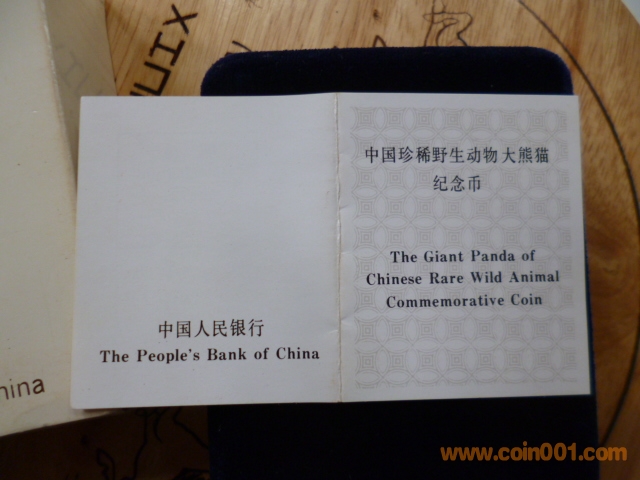 中国珍稀野生动物大熊猫
纪念币
The Giant Panda of
Chinese Rare Wild Animal
Commemorative Coin
中国人民银行
The People's Bank of China
hina
www.coin001.com